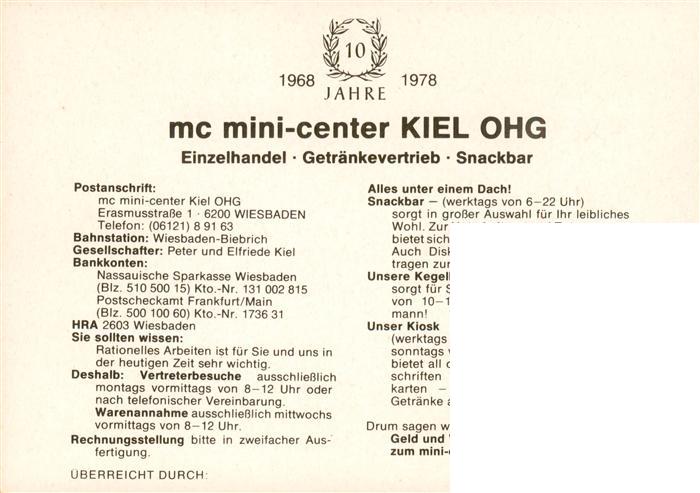 10
1968 1978
JAHRE
mc mini-center KIEL OHG
Einzelhandel · Getränkevertrieb · Snackbar
Postanschrift:
mc mini-center Kiel OHG
Erasmusstraße 1 · 6200 WIESBADEN
Telefon: (06121) 8 91 63
Bahnstation: Wiesbaden-Biebrich
Gesellschafter: Peter und Elfriede Kiel
Bankkonten:
Nassauische Sparkasse Wiesbaden
(Blz. 510 500 15) Kto.-Nr. 131 002 815
Postscheckamt Frankfurt/Main
(Blz. 500 100 60) Kto.-Nr. 1736 31
HRA 2603 Wiesbaden
Sie sollten wissen:
Rationelles Arbeiten ist für Sie und uns in
der heutigen Zeit sehr wichtig.
Deshalb: Vertreterbesuche ausschließlich
montags vormittags von 8–12 Uhr oder
nach telefonischer Vereinbarung.
Warenannahme ausschließlich mittwochs
vormittags von 8–12 Uhr.
Rechnungsstellung bitte in zweifacher Aus-
fertigung.
ÜBERREICHT DURCH:
Alles unter einem Dach!
Snackbar – (werktags von 6–22 Uhr)
sorgt in großer Auswahl für Ihr leibliches
Wohl. Zur
bietet sich
Auch
tragen zur
Unsere
sorgt für
von
mann!
Unser Kiosk
(werktags
sonntags
bietet all
schriften
karten –
Getränke
Drum sagen
Geld und
zum